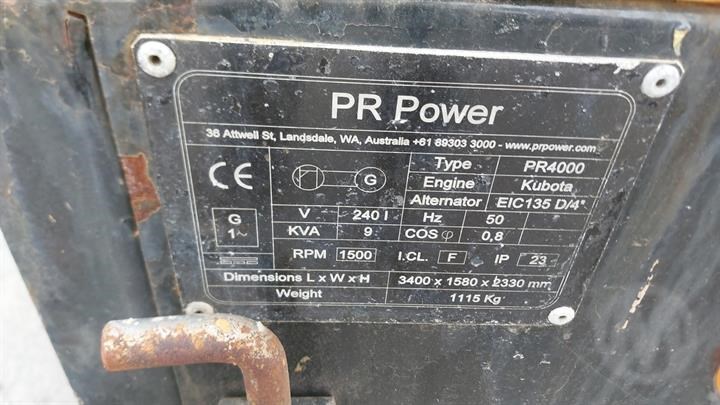 PR Power
36 Attwell St, Landsdale, WA, Australia +61 89303 3000 - www.prpower.com
CE
G
Type PR4000
Engine Kubota
Alternator EIC135 D/4"
G
1~
V 240 I Hz 50
KVA 9 COS φ 0,8
RPM 1500 I.CL. F IP 23
Dimensions L x W x H 3400 x 1580 x 2330 mm
Weight 1115 Kg